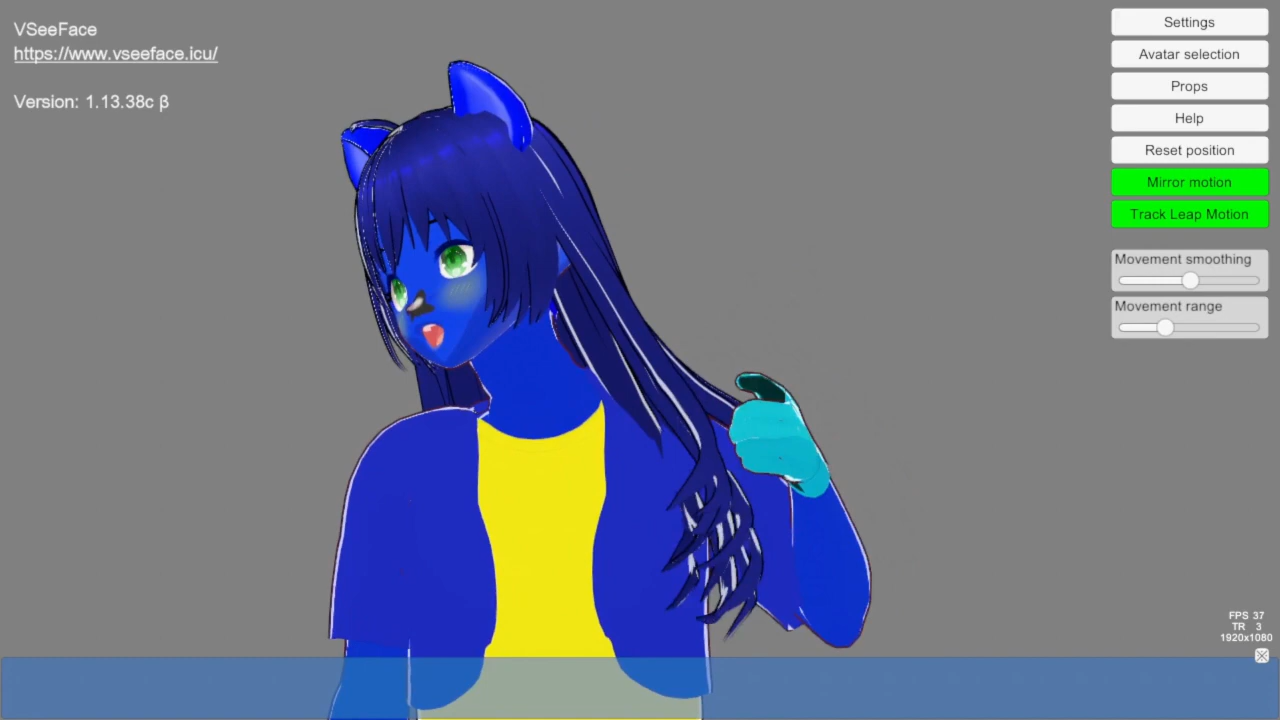 VSeeFace
https://www.vseeface.icu/
Version: 1.13.38c β
Settings
Avatar selection
Props
Help
Reset position
Mirror motion
Track Leap Motion
Movement smoothing
Movement range
FPS 37
TR 3
1920x1080